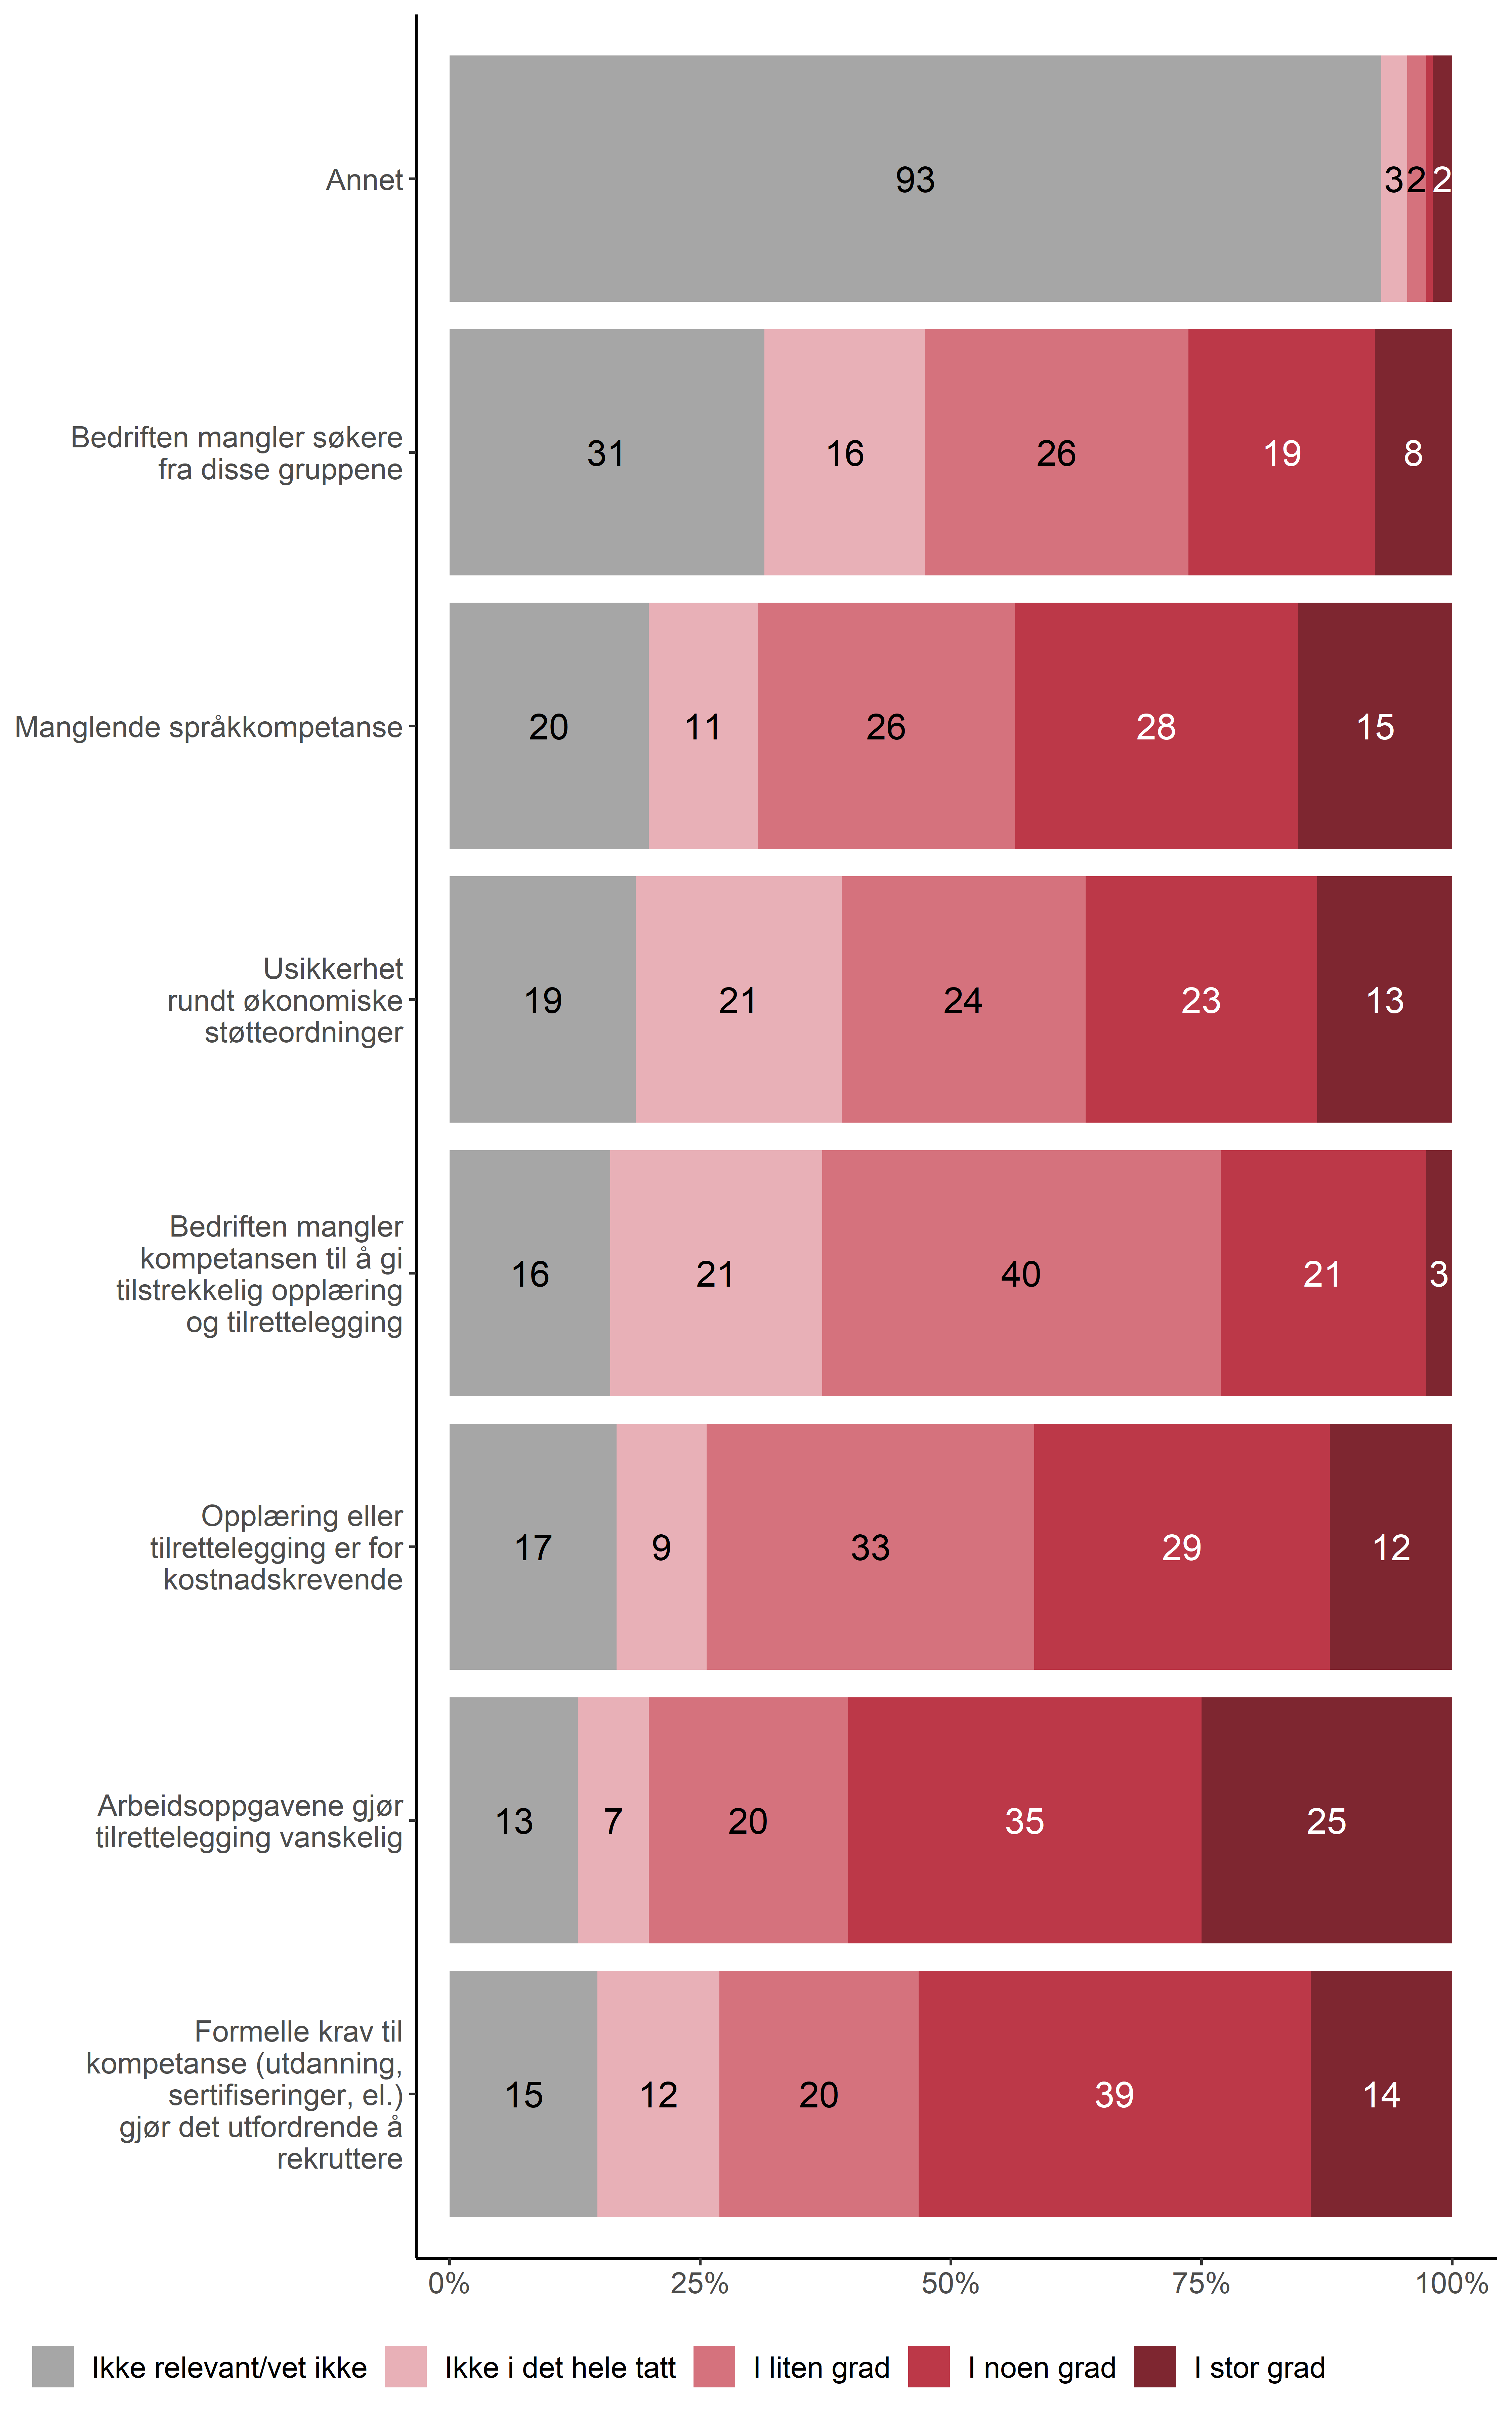 Annet
93
3
2
2
Bedriften mangler søkere
fra disse gruppene
31
16
26
19
8
Manglende språkkompetanse
20
11
26
28
15
Usikkerhet
rundt økonomiske
støtteordninger
19
21
24
23
13
Bedriften mangler
kompetansen til å gi
tilstrekkelig opplæring
og tilrettelegging
16
21
40
21
3
Opplæring eller
tilrettelegging er for
kostnadskrevende
17
9
33
29
12
Arbeidsoppgavene gjør
tilrettelegging vanskelig
13
7
20
35
25
Formelle krav til
kompetanse (utdanning,
sertifiseringer, el.)
gjør det utfordrende å
rekruttere
15
12
20
39
14
0%
25%
50%
75%
100%
Ikke relevant/vet ikke
Ikke i det hele tatt
I liten grad
I noen grad
I stor grad